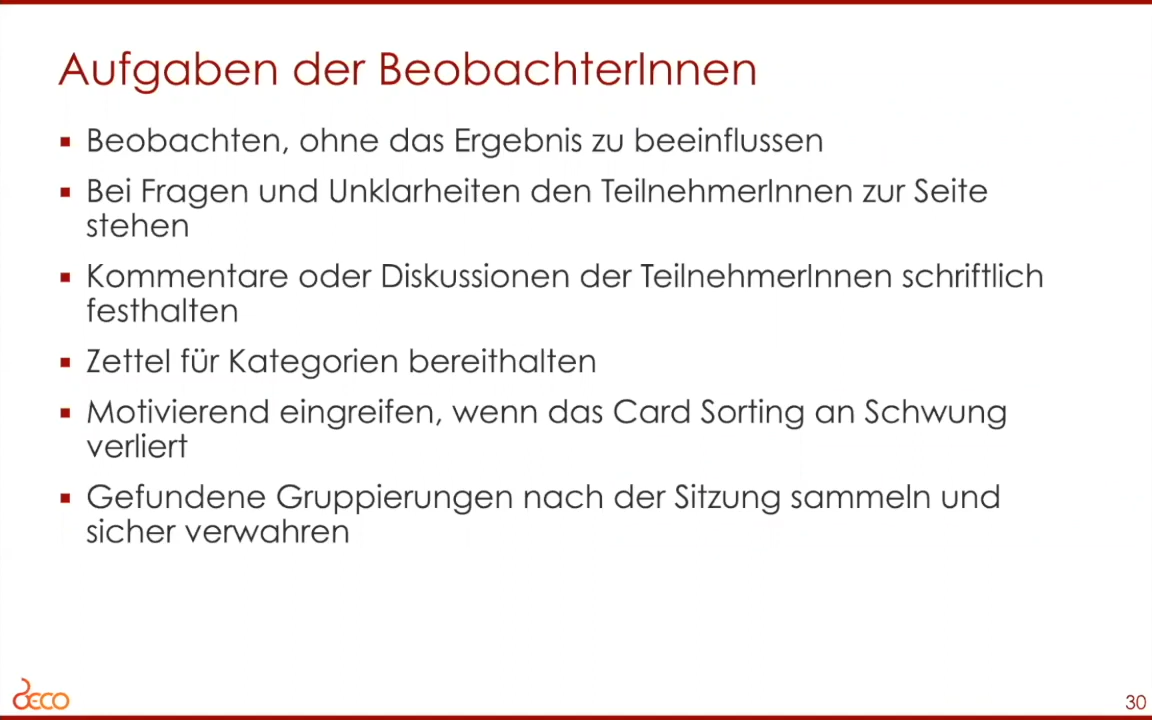 Aufgaben der BeobachterInnen
Beobachten, ohne das Ergebnis zu beeinflussen
Bei Fragen und Unklarheiten den TeilnehmerInnen zur Seite
stehen
Kommentare oder Diskussionen der TeilnehmerInnen schriftlich
festhalten
Zettel für Kategorien bereithalten
Motivierend eingreifen, wenn das Card Sorting an Schwung
verliert
Gefundene Gruppierungen nach der Sitzung sammeln und
sicher verwahren
DECO
30